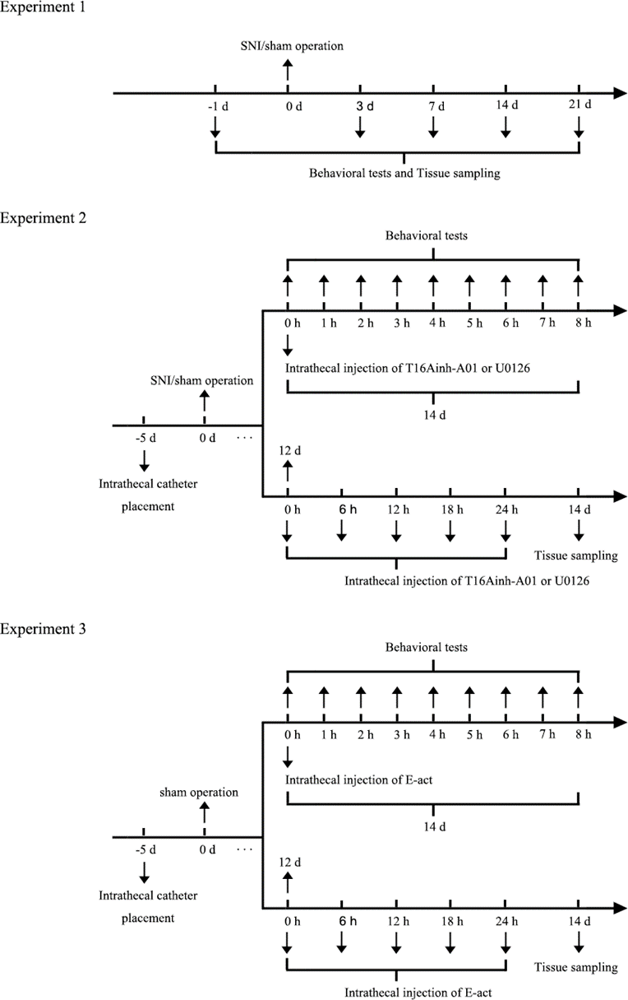 Experiment 1
SNI/sham operation
-1 d 0 d 3 d 7 d 14 d 21 d
Behavioral tests and Tissue sampling
Experiment 2
Behavioral tests
0 h 1 h 2 h 3 h 4 h 5 h 6 h 7 h 8 h
Intrathecal injection of T16Ainh-A01 or U0126
14 d
SNI/sham operation
-5 d 0 d ...
Intrathecal catheter
placement
12 d
0 h 6 h 12 h 18 h 24 h 14 d
Tissue sampling
Intrathecal injection of T16Ainh-A01 or U0126
Experiment 3
Behavioral tests
0 h 1 h 2 h 3 h 4 h 5 h 6 h 7 h 8 h
Intrathecal injection of E-act
14 d
sham operation
-5 d 0 d ...
Intrathecal catheter
placement
12 d
0 h 6 h 12 h 18 h 24 h 14 d
Tissue sampling
Intrathecal injection of E-act